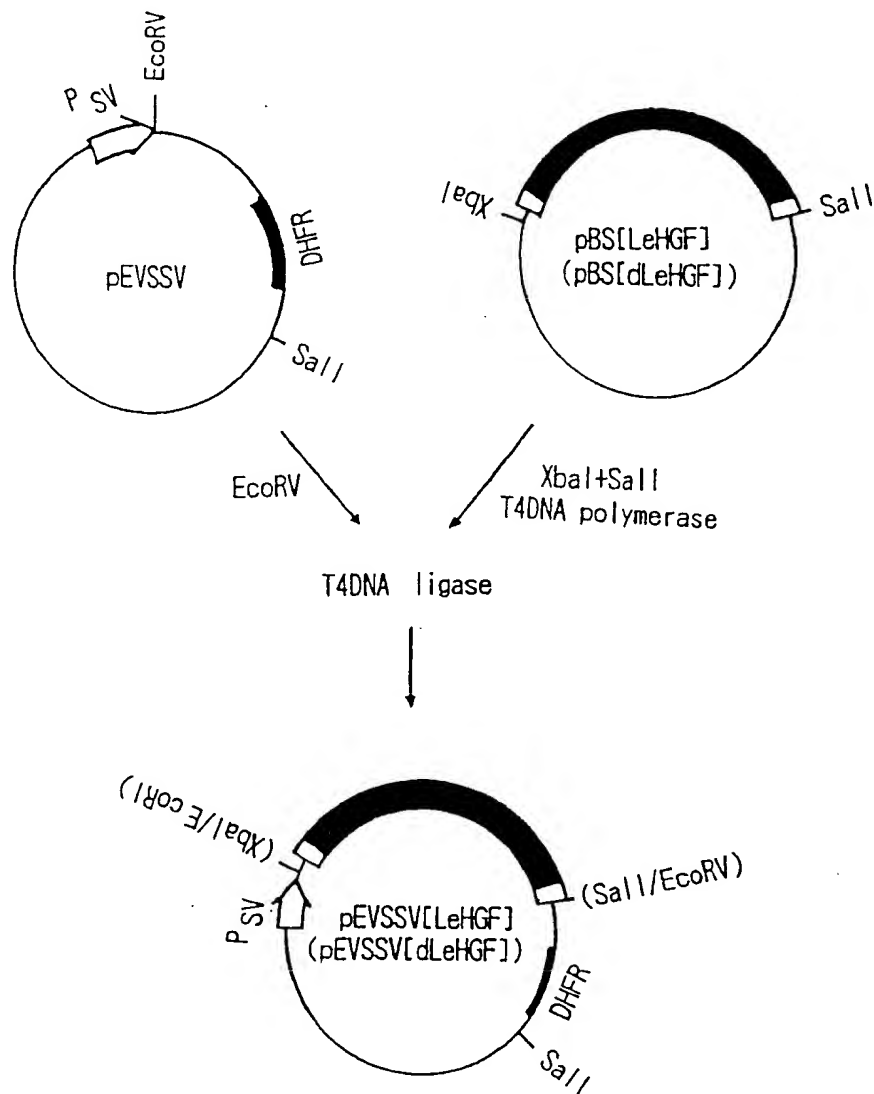 P SV
EcoRV
pEVSSV
DHFR
SalI
XbaI
pBS[LeHGF]
(pBS[dLeHGF])
SalI
EcoRV
XbaI+SalI
T4DNA polymerase
T4DNA ligase
(XbaI/EcoRI)
P SV
pEVSSV[LeHGF]
(pEVSSV[dLeHGF])
(SalI/EcoRV)
DHFR
SalI